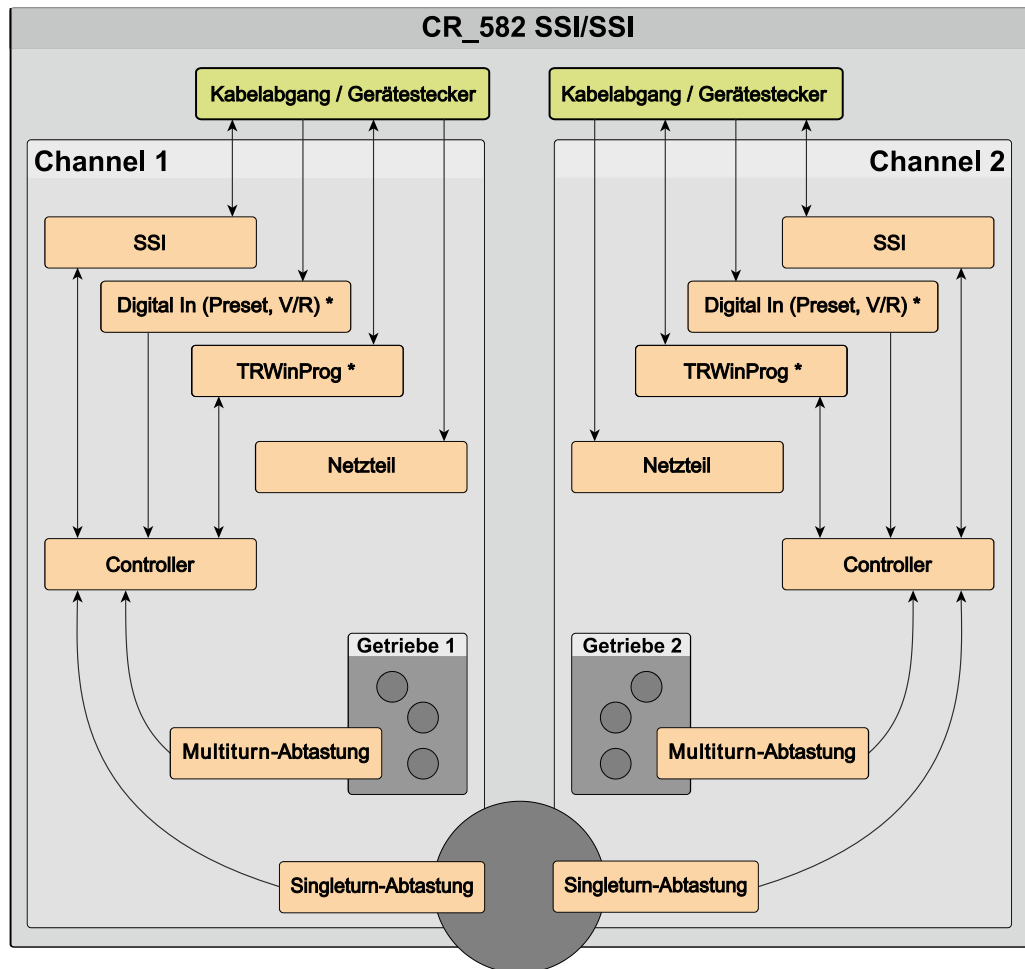 CR_582 SSI/SSI
Kabelabgang / Gerätestecker
Kabelabgang / Gerätestecker
Channel 1
Channel 2
SSI
SSI
Digital In (Preset, V/R) *
Digital In (Preset, V/R) *
TRWinProg *
TRWinProg *
Netzteil
Netzteil
Controller
Controller
Getriebe 1
Getriebe 2
Multiturn-Abtastung
Multiturn-Abtastung
Singleturn-Abtastung
Singleturn-Abtastung